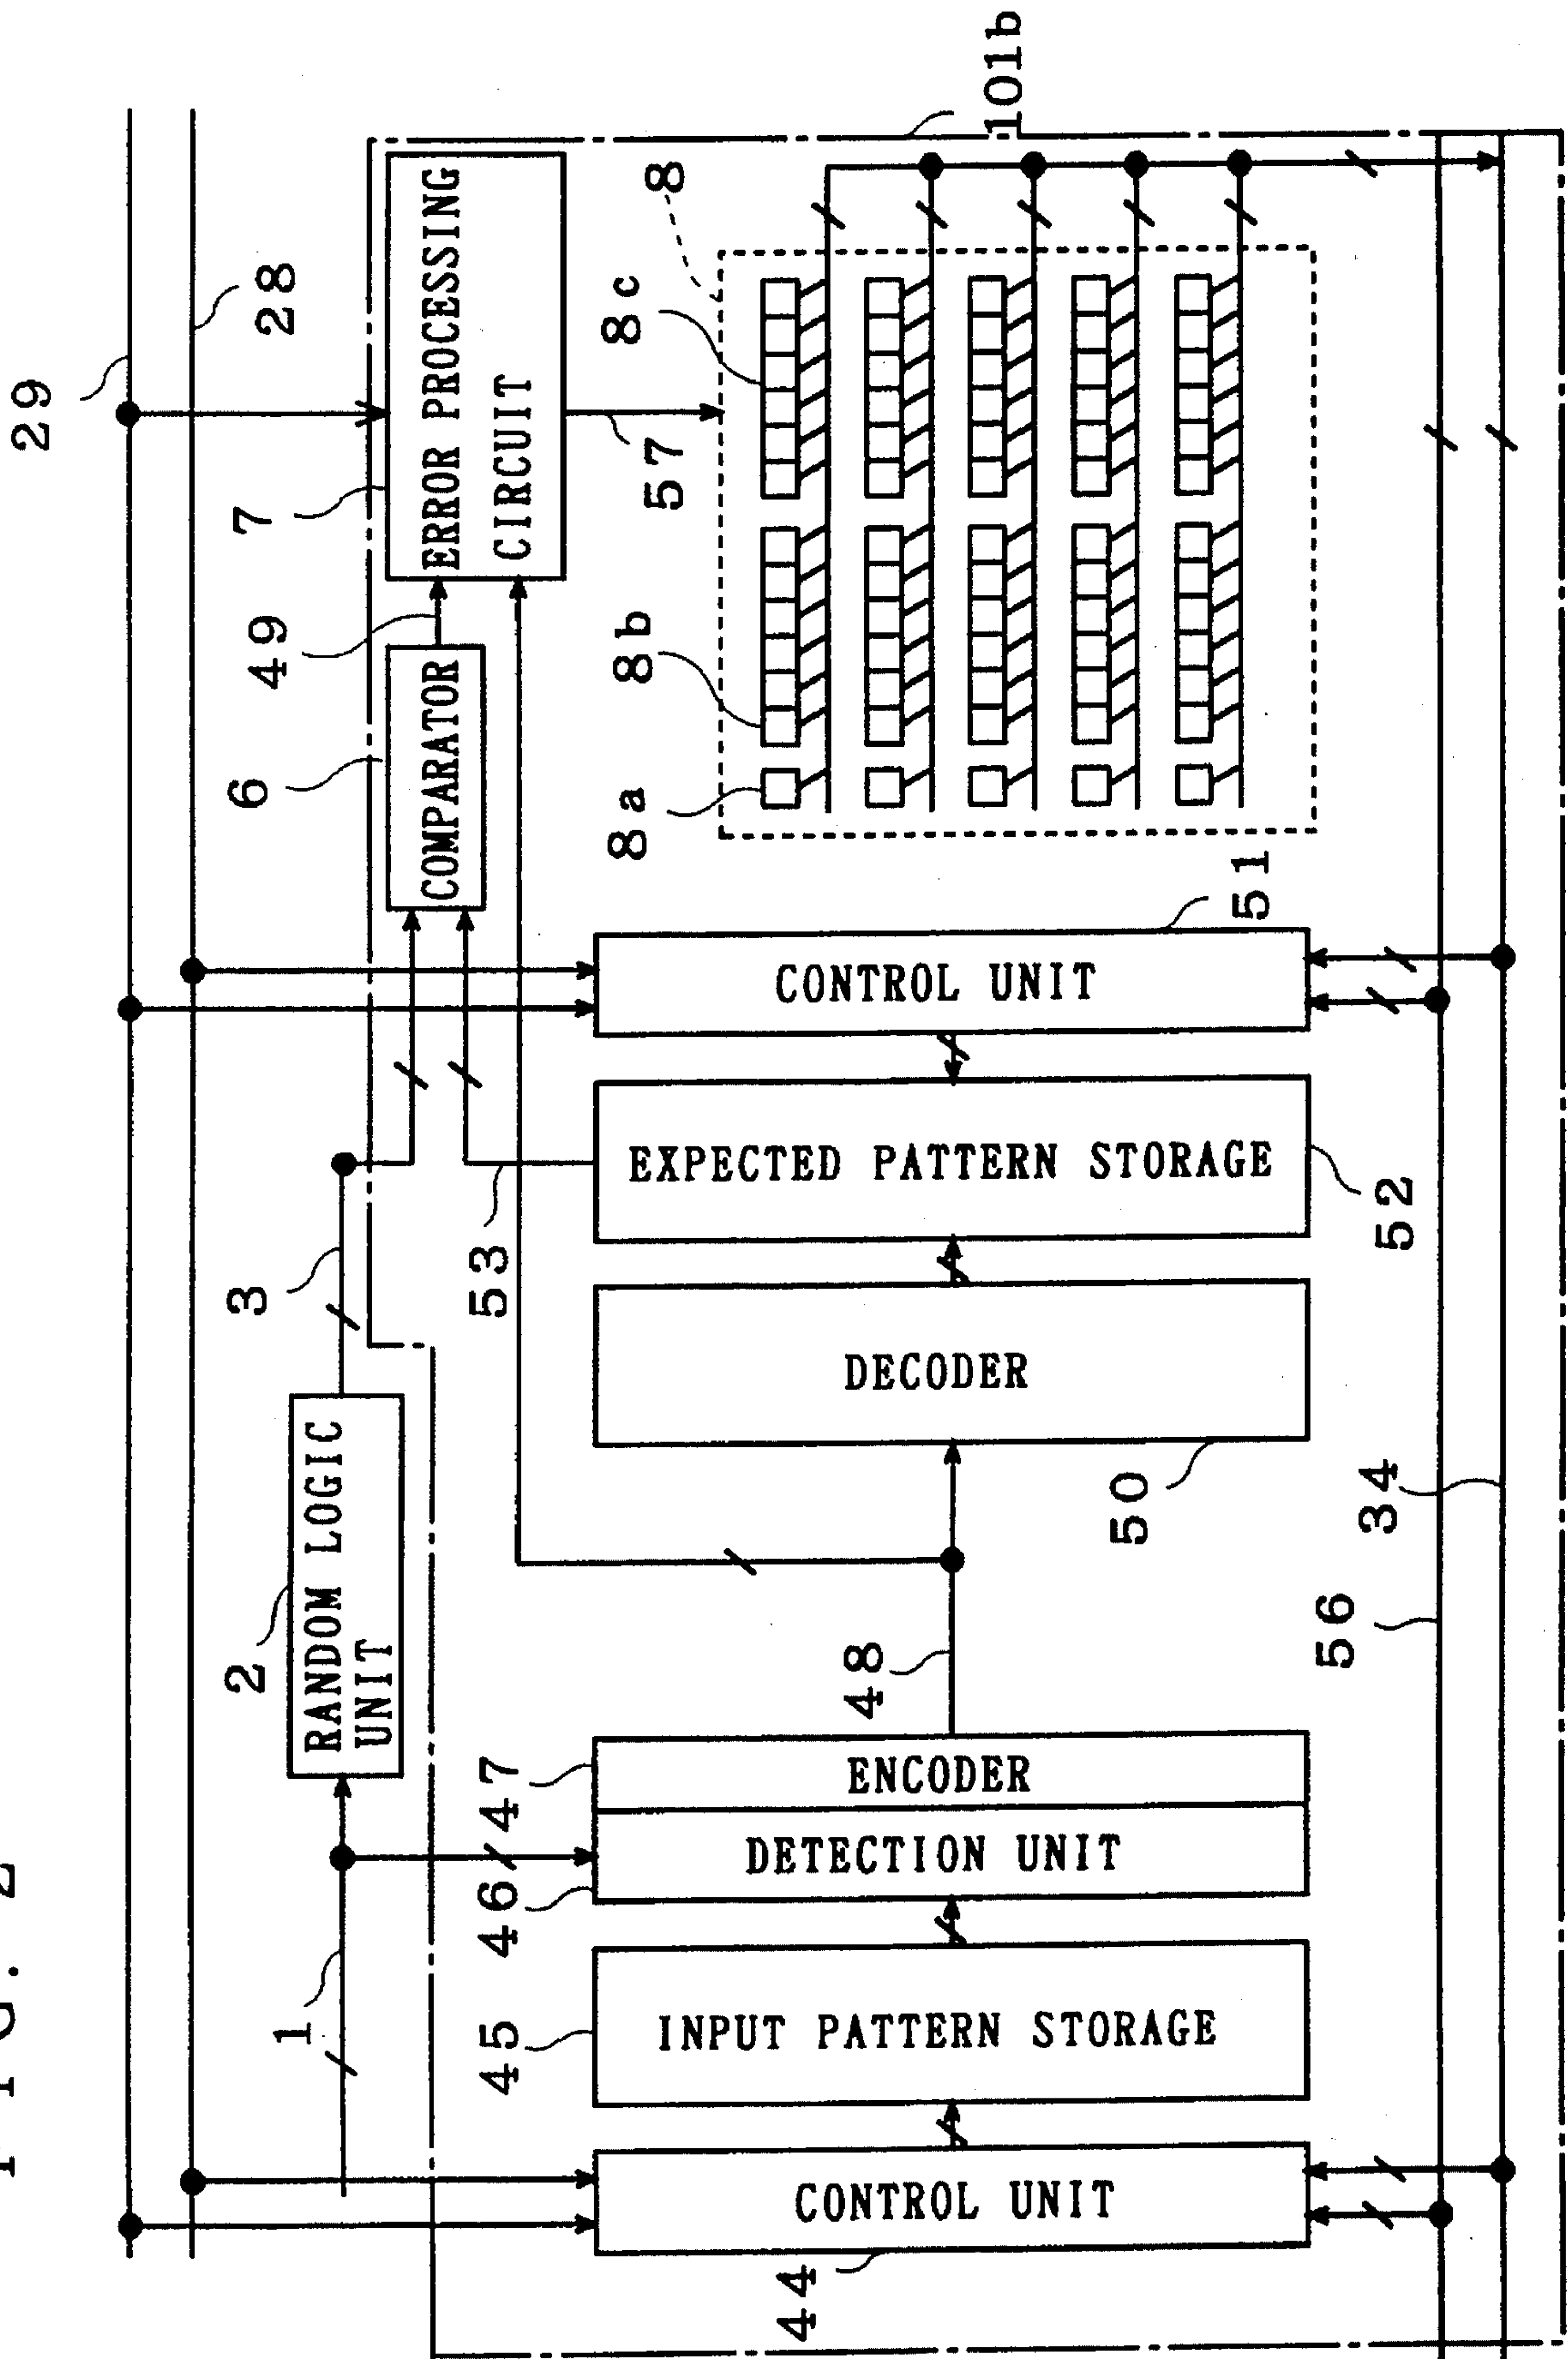 FIG. 2
29
28
1
2
RANDOM LOGIC
UNIT
3
6
COMPARATOR
49
7
ERROR PROCESSING
CIRCUIT
57
101b
44
CONTROL UNIT
45
INPUT PATTERN STORAGE
46
DETECTION UNIT
47
ENCODER
48
50
DECODER
53
EXPECTED PATTERN STORAGE
52
CONTROL UNIT
51
8
8a
8b
8c
56
34